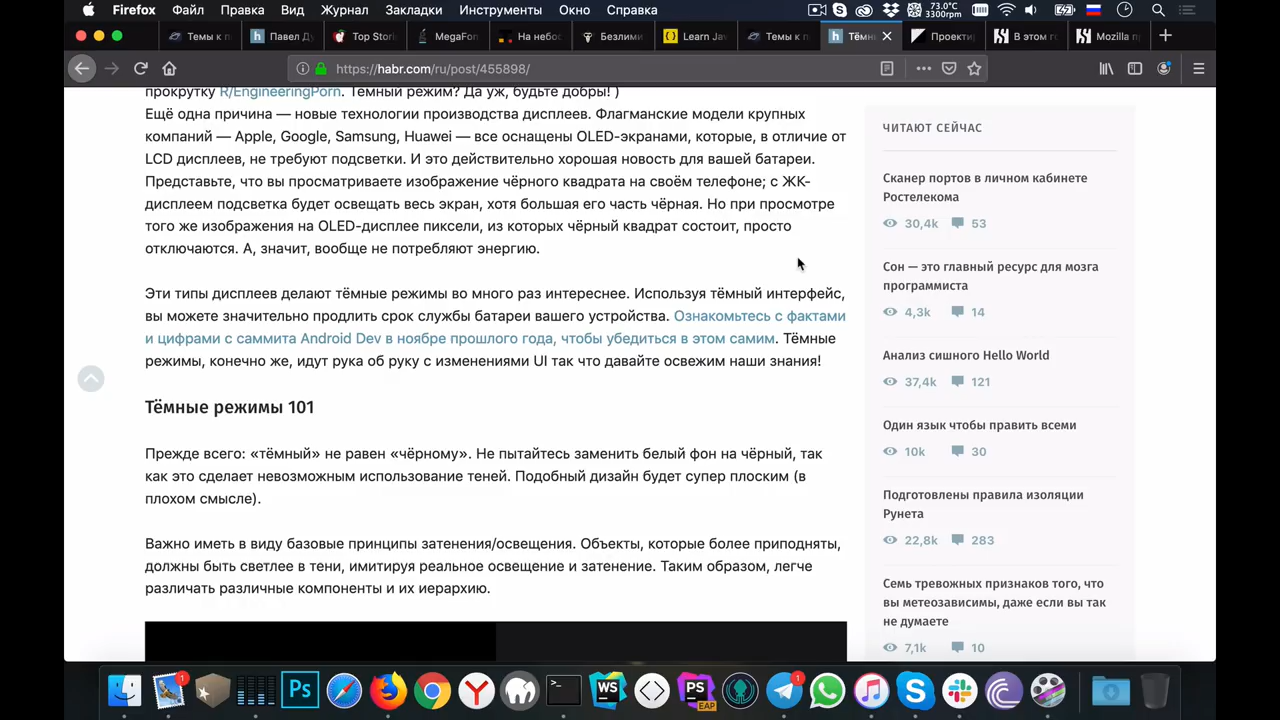 Firefox Файл Правка Вид Журнал Закладки Инструменты Окно Справка
73.0°C
3300rpm
Темы к п
Павел Д
Top Stori
MegaFon
На небо
Безлими
Learn Jav
Темы к п
Тёмн
Проекти
В этом го
Mozilla п
https://habr.com/ru/post/455898/
прокрутку R/EngineeringPorn. Тёмный режим? Да уж, будьте добры! )
Ещё одна причина — новые технологии производства дисплеев. Флагманские модели крупных
компаний — Apple, Google, Samsung, Huawei — все оснащены OLED-экранами, которые, в отличие от
LCD дисплеев, не требуют подсветки. И это действительно хорошая новость для вашей батареи.
Представьте, что вы просматриваете изображение чёрного квадрата на своём телефоне; с ЖК-
дисплеем подсветка будет освещать весь экран, хотя большая его часть чёрная. Но при просмотре
того же изображения на OLED-дисплее пиксели, из которых чёрный квадрат состоит, просто
отключаются. А, значит, вообще не потребляют энергию.
Эти типы дисплеев делают тёмные режимы во много раз интереснее. Используя тёмный интерфейс,
вы можете значительно продлить срок службы батареи вашего устройства. Ознакомьтесь с фактами
и цифрами с саммита Android Dev в ноябре прошлого года, чтобы убедиться в этом самим. Тёмные
режимы, конечно же, идут рука об руку с изменениями UI так что давайте освежим наши знания!
Тёмные режимы 101
Прежде всего: «тёмный» не равен «чёрному». Не пытайтесь заменить белый фон на чёрный, так
как это сделает невозможным использование теней. Подобный дизайн будет супер плоским (в
плохом смысле).
Важно иметь в виду базовые принципы затенения/освещения. Объекты, которые более приподняты,
должны быть светлее в тени, имитируя реальное освещение и затенение. Таким образом, легче
различать различные компоненты и их иерархию.
ЧИТАЮТ СЕЙЧАС
Сканер портов в личном кабинете
Ростелекома
30,4k 53
Сон — это главный ресурс для мозга
программиста
4,3k 14
Анализ сишного Hello World
37,4k 121
Один язык чтобы править всеми
10k 30
Подготовлены правила изоляции
Рунета
22,8k 283
Семь тревожных признаков того, что
вы метеозависимы, даже если вы так
не думаете
7,1k 10
1
Ps
Y
>_
WS
PS
EAP
1
S